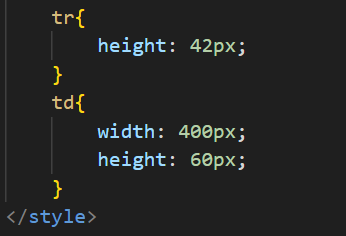 tr{
height: 42px;
}
td{
width: 400px;
height: 60px;
}
</style>